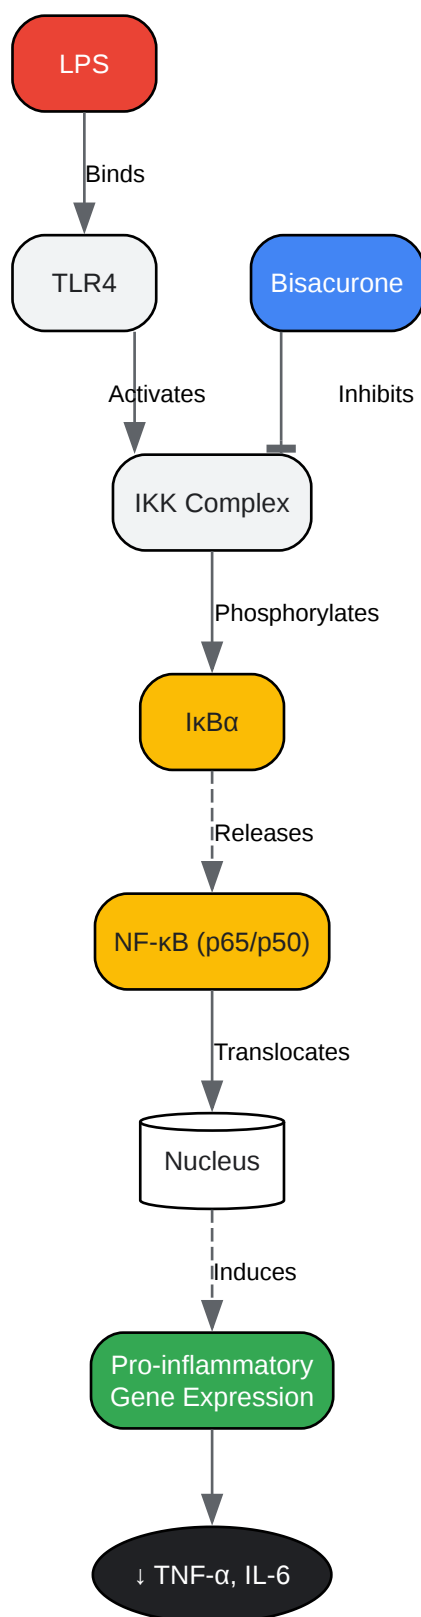 LPS
Binds
TLR4
Bisacurone
Activates
Inhibits
IKK Complex
Phosphorylates
IκBα
Releases
NF-κB (p65/p50)
Translocates
Nucleus
Induces
Pro-inflammatory
Gene Expression
↓ TNF-α, IL-6